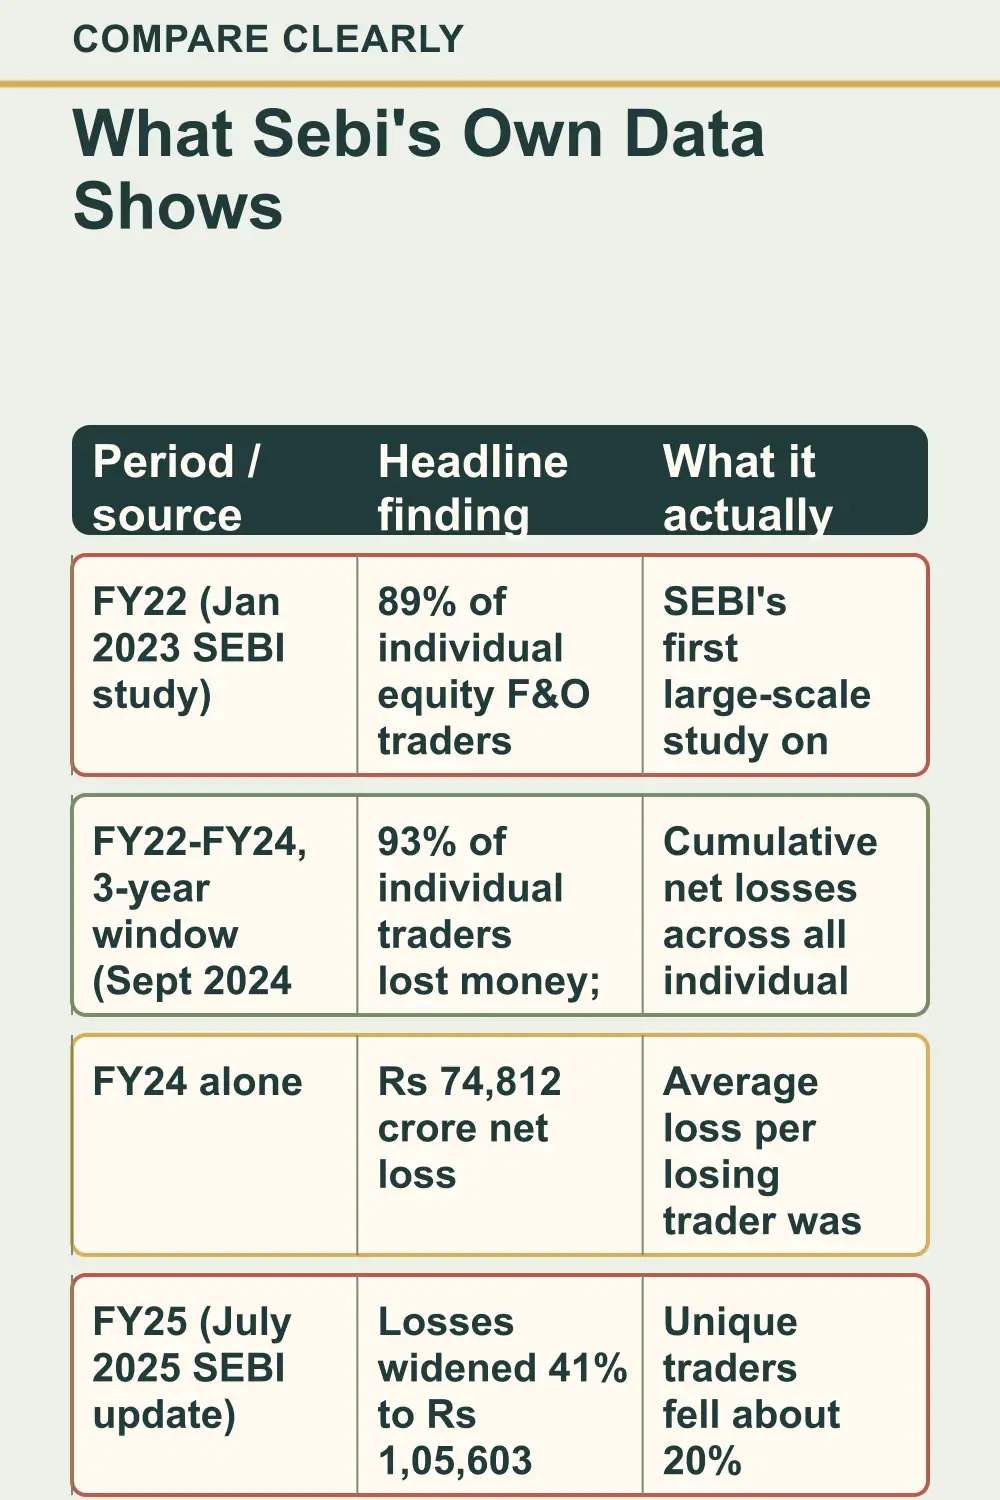 COMPARE CLEARLY
What Sebi's Own Data
Shows
Period /
source
Headline
finding
What it
actually
FY22 (Jan
2023 SEBI
study)
89% of
individual
equity F&O
traders
SEBI's
first
large-scale
study on
FY22-FY24,
3-year
window
(Sept 2024
93% of
individual
traders
lost money;
Cumulative
net losses
across all
individual
FY24 alone
Rs 74,812
crore net
loss
Average
loss per
losing
trader was
FY25 (July
2025 SEBI
update)
Losses
widened 41%
to Rs
1,05,603
Unique
traders
fell about
20%